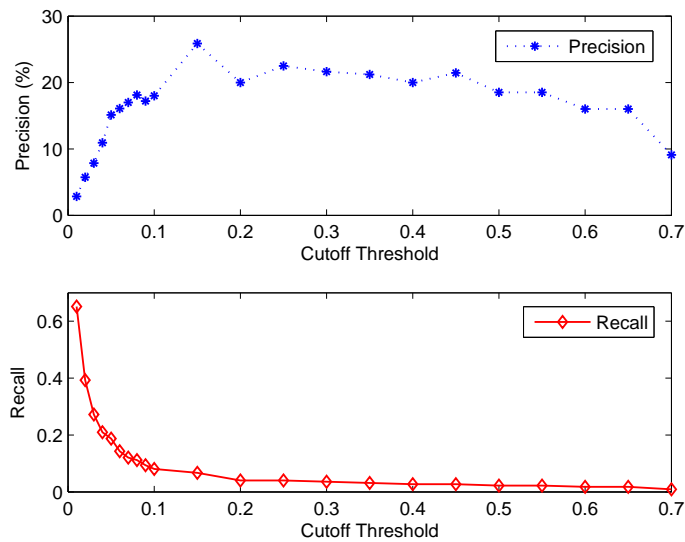 30
20
10
0
Precision (%)
Precision
0 0.1 0.2 0.3 0.4 0.5 0.6 0.7
Cutoff Threshold
0.6
0.4
0.2
0
Recall
Recall
0 0.1 0.2 0.3 0.4 0.5 0.6 0.7
Cutoff Threshold